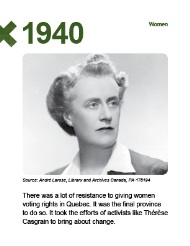 1940
Women
Source: André Larose, Library and Archives Canada, PA-178194
There was a lot of resistance to giving women
voting rights in Quebec. It was the final province
to do so. It took the efforts of activists like Thérèse
Casgrain to bring about change.